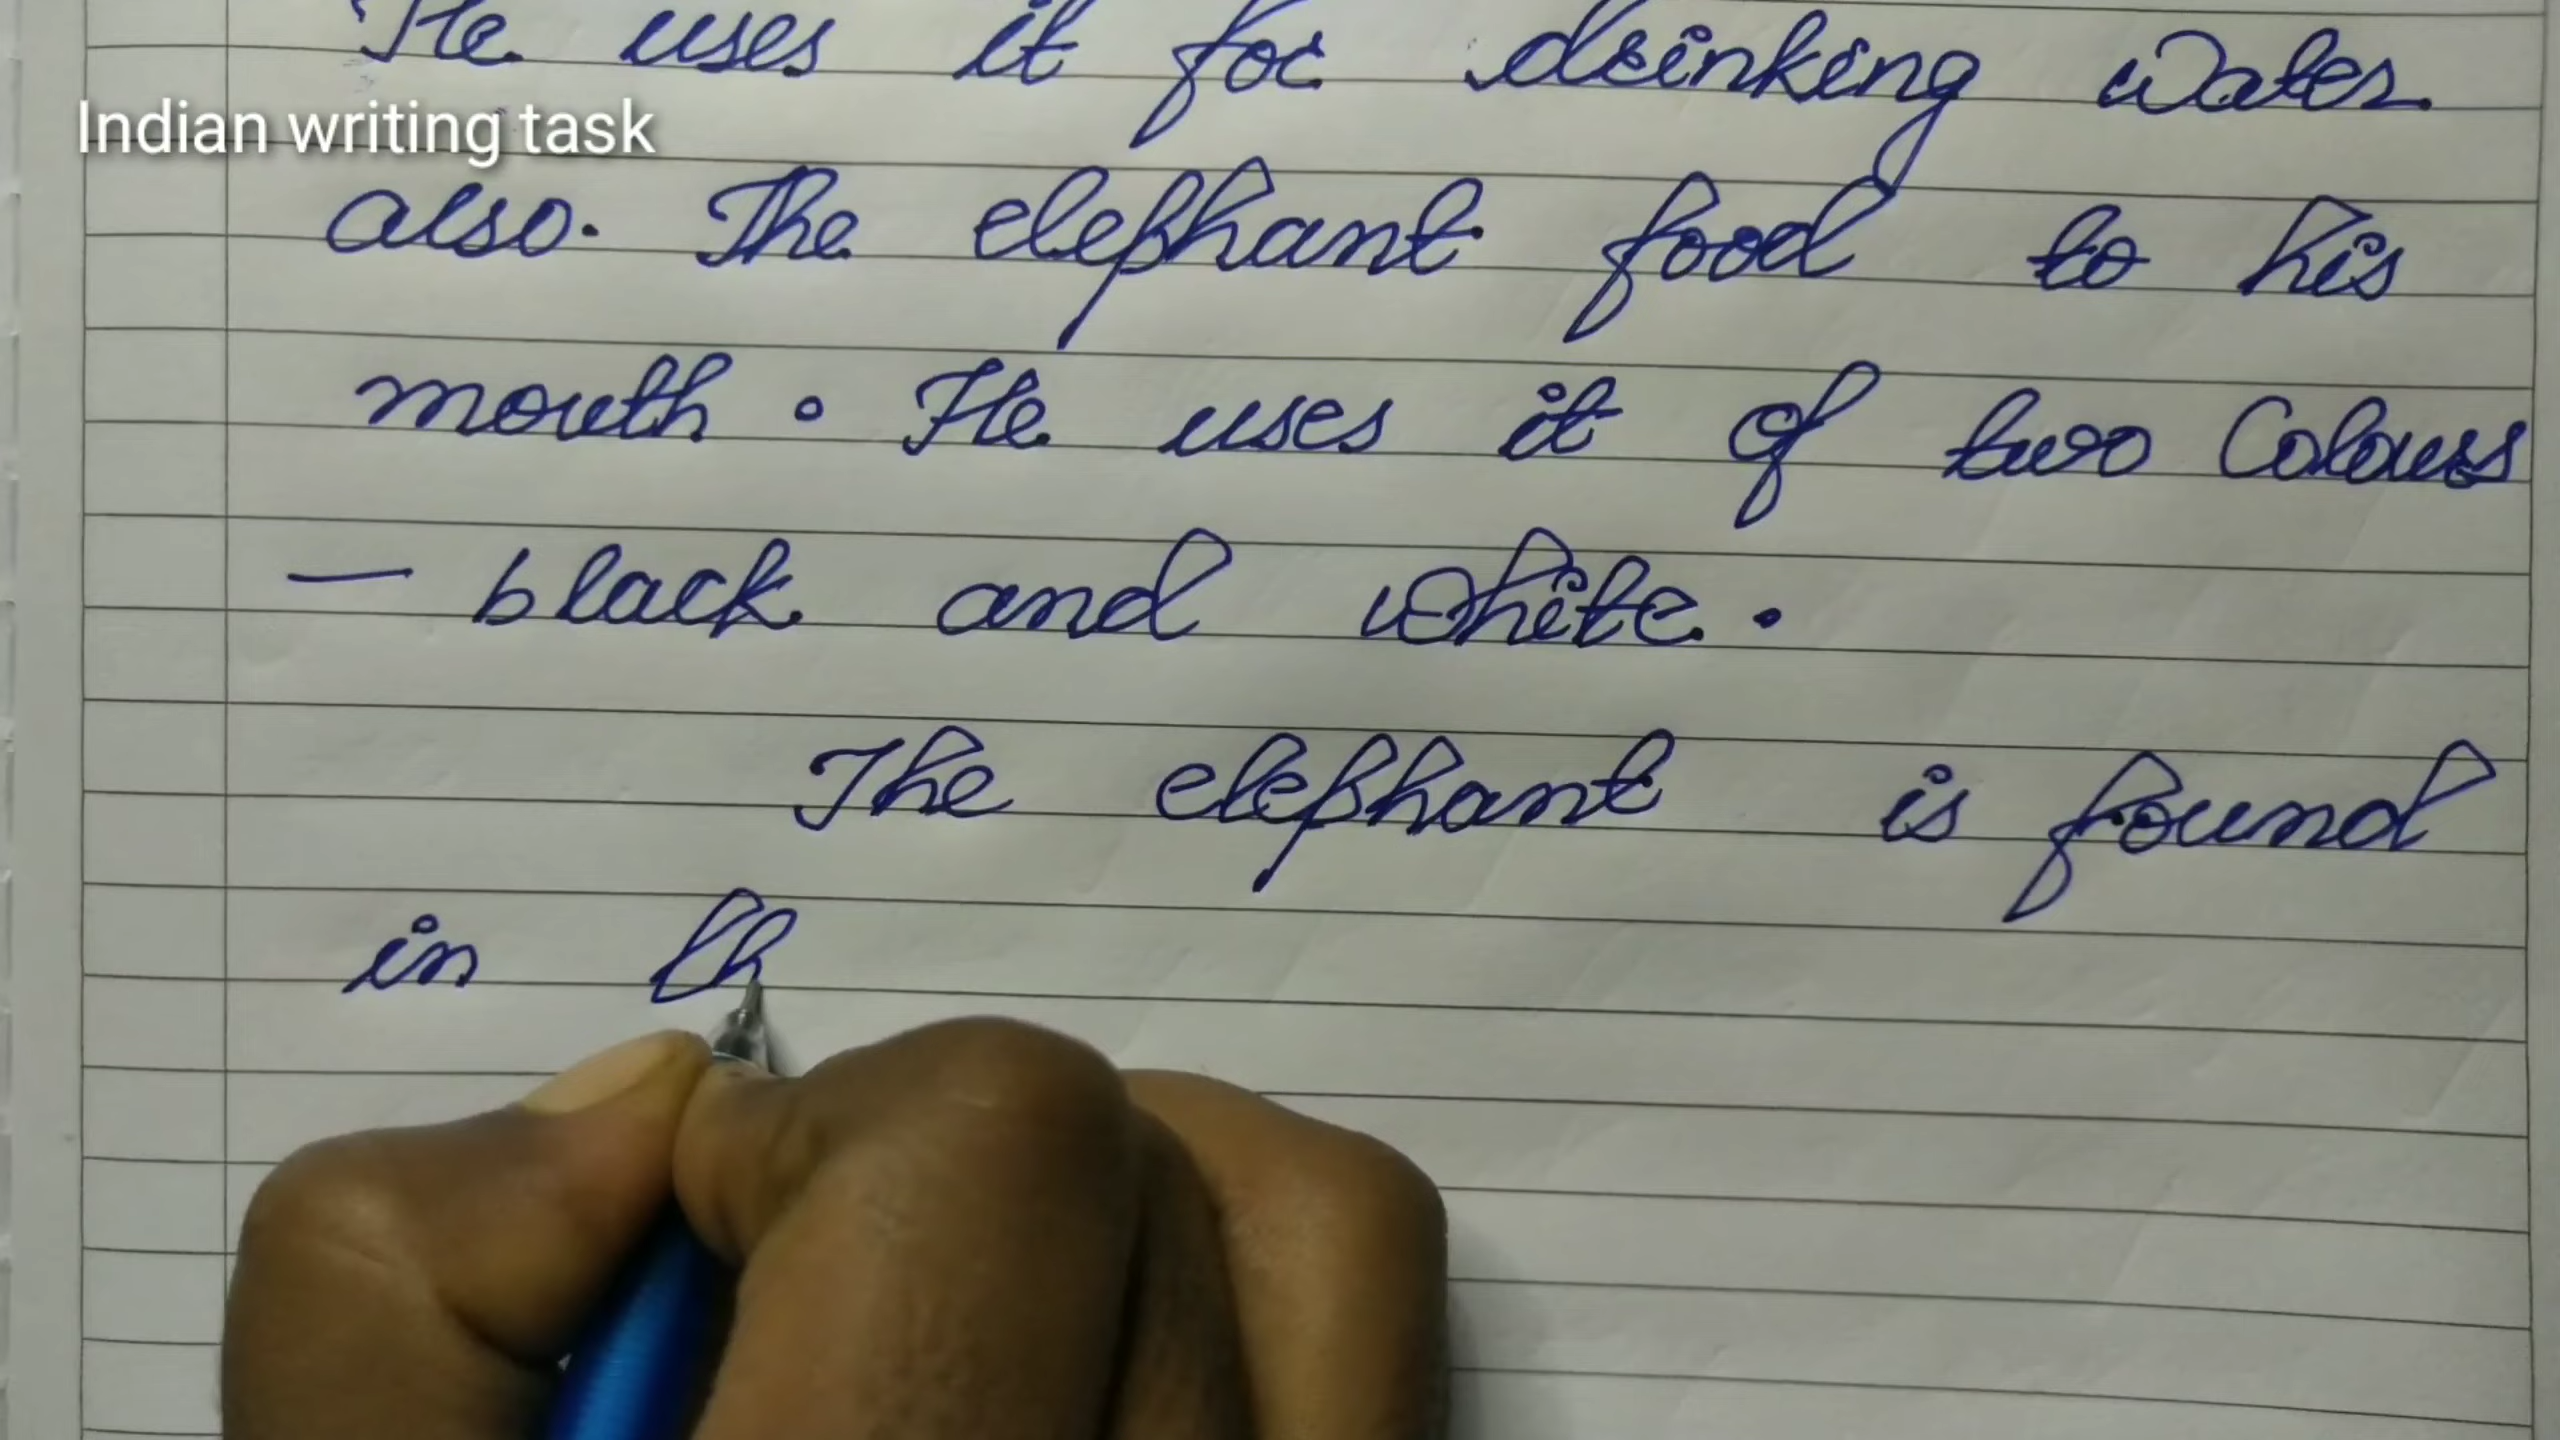 He uses it for drinking water
Indian writing task
also. The elephant food to his
mouth. He uses it of two Colours
— black and white.
The elephant is found
in th